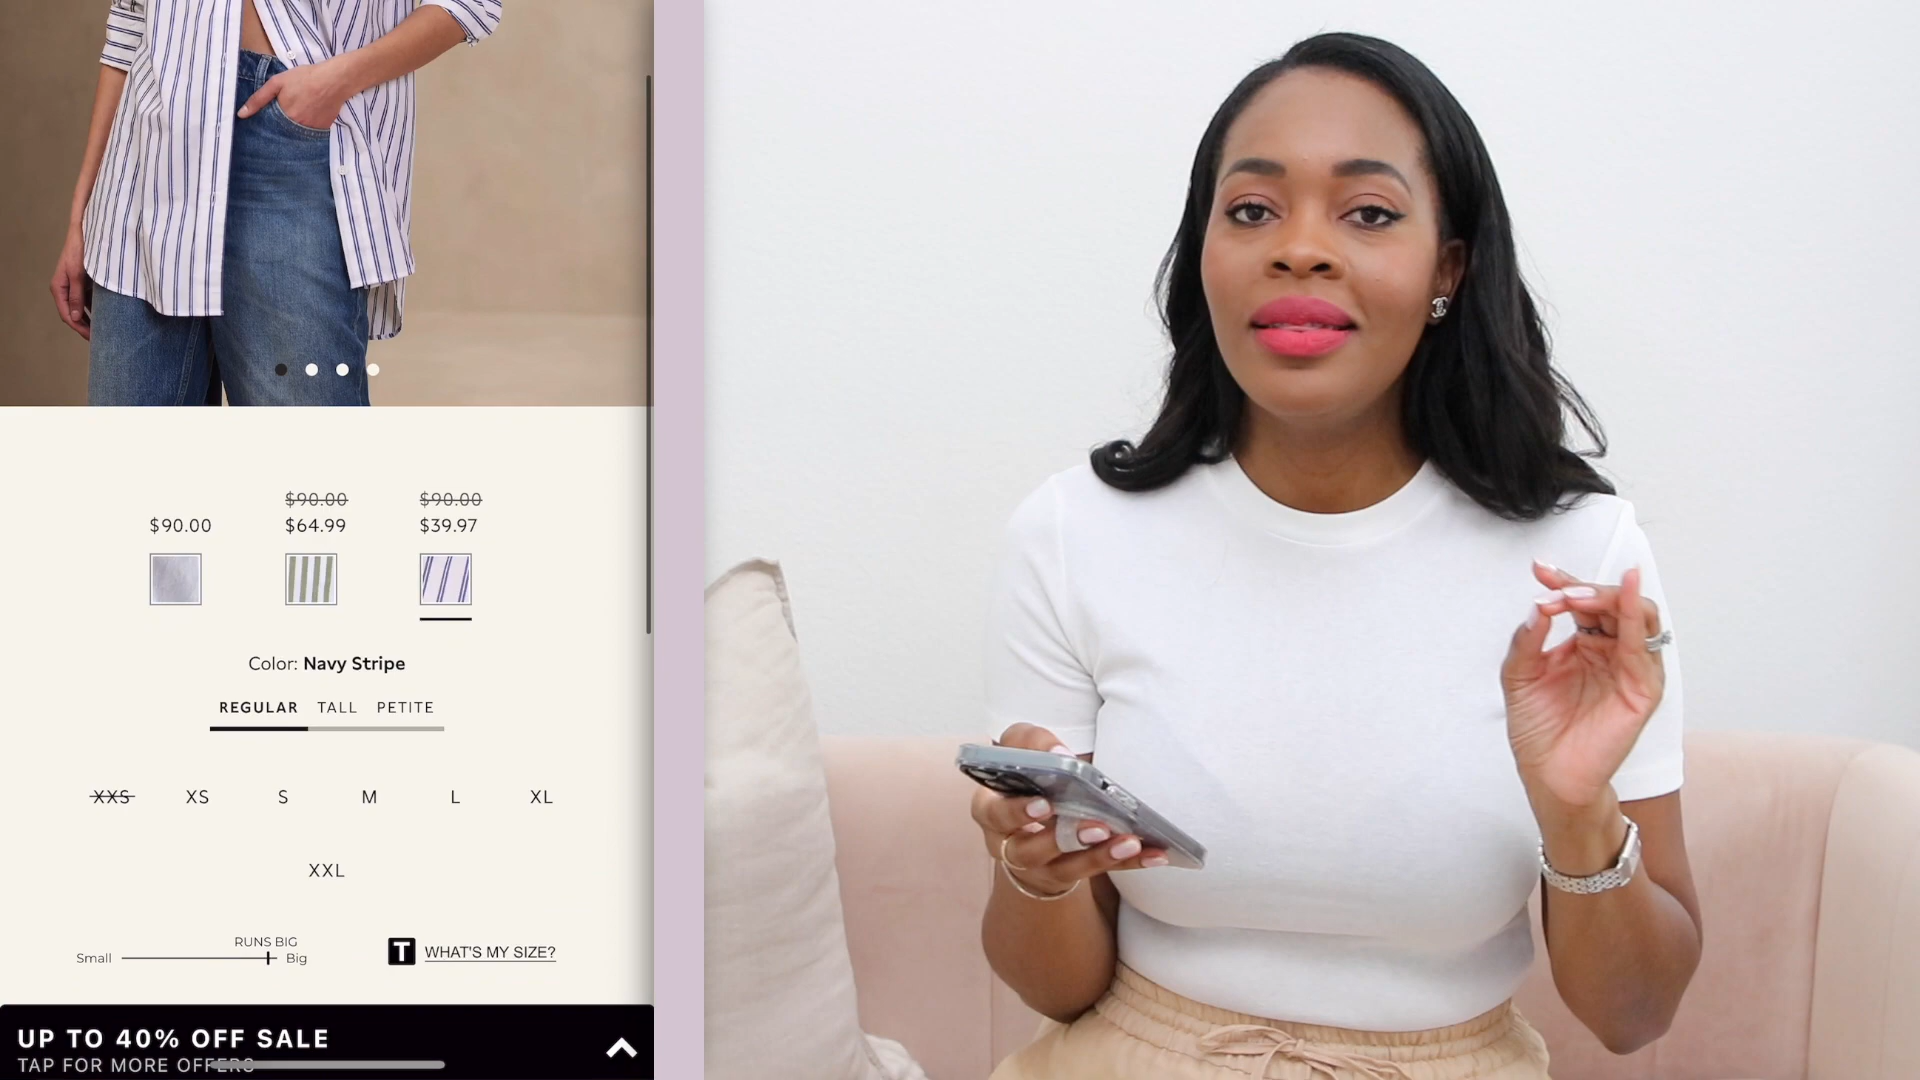 $90.00 $90.00
$90.00 $64.99 $39.97
Color: Navy Stripe
REGULAR TALL PETITE
XXS XS S M L XL
XXL
RUNS BIG
Small Big
T WHAT'S MY SIZE?
UP TO 40% OFF SALE
TAP FOR MORE OFFERS